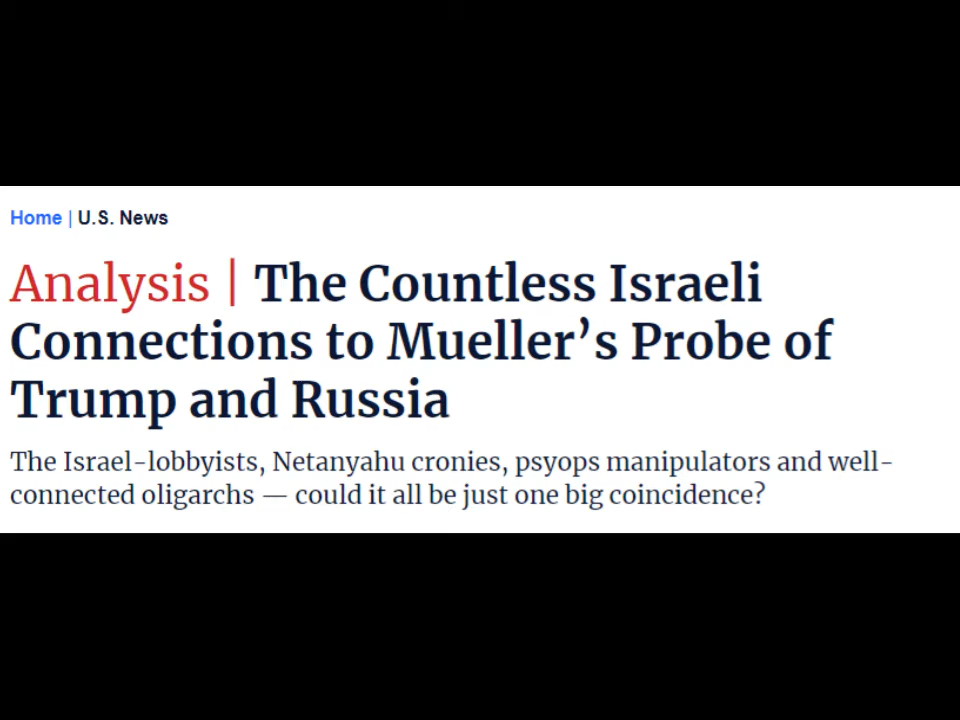 Home | U.S. News
Analysis | The Countless Israeli
Connections to Mueller’s Probe of
Trump and Russia
The Israel-lobbyists, Netanyahu cronies, psyops manipulators and well-
connected oligarchs — could it all be just one big coincidence?